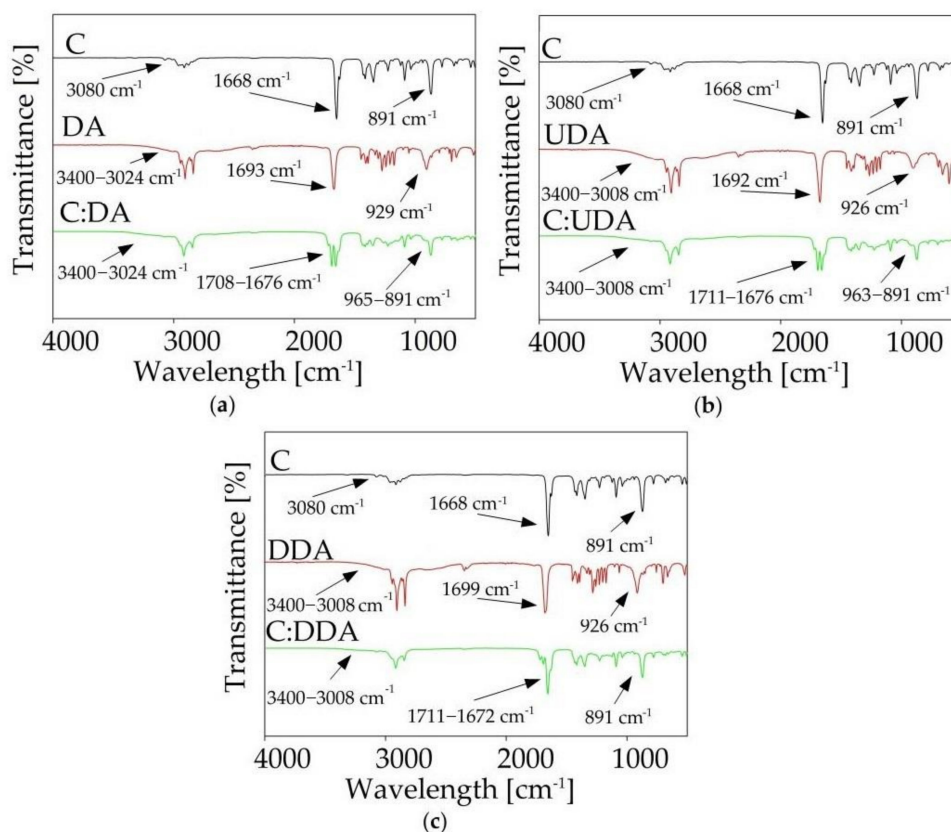 C
3080 cm⁻¹
1668 cm⁻¹
891 cm⁻¹
DA
3400–3024 cm⁻¹
1693 cm⁻¹
929 cm⁻¹
C:DA
3400–3024 cm⁻¹
1708–1676 cm⁻¹
965–891 cm⁻¹
Transmittance [%]
4000 3000 2000 1000
Wavelength [cm⁻¹]
(a)
C
3080 cm⁻¹
1668 cm⁻¹
891 cm⁻¹
UDA
3400–3008 cm⁻¹
1692 cm⁻¹
926 cm⁻¹
C:UDA
3400–3008 cm⁻¹
1711–1676 cm⁻¹
963–891 cm⁻¹
Transmittance [%]
4000 3000 2000 1000
Wavelength [cm⁻¹]
(b)
C
3080 cm⁻¹
1668 cm⁻¹
891 cm⁻¹
DDA
3400–3008 cm⁻¹
1699 cm⁻¹
926 cm⁻¹
C:DDA
3400–3008 cm⁻¹
1711–1672 cm⁻¹
891 cm⁻¹
Transmittance [%]
4000 3000 2000 1000
Wavelength [cm⁻¹]
(c)